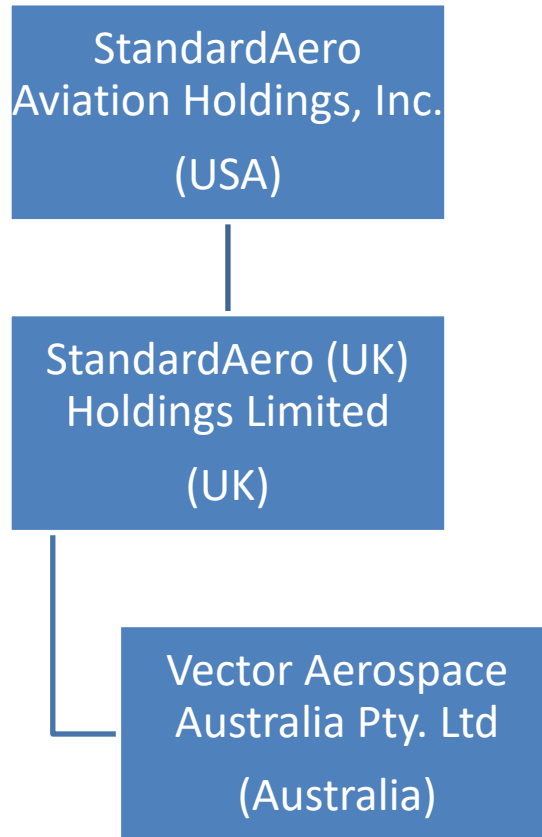 StandardAero
Aviation Holdings, Inc.
(USA)
StandardAero (UK)
Holdings Limited
(UK)
Vector Aerospace
Australia Pty. Ltd
(Australia)